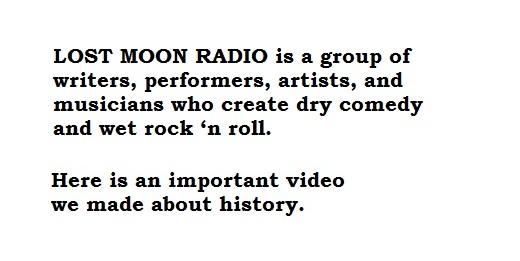 LOST MOON RADIO is a group of
writers, performers, artists, and
musicians who create dry comedy
and wet rock ‘n roll.
Here is an important video
we made about history.